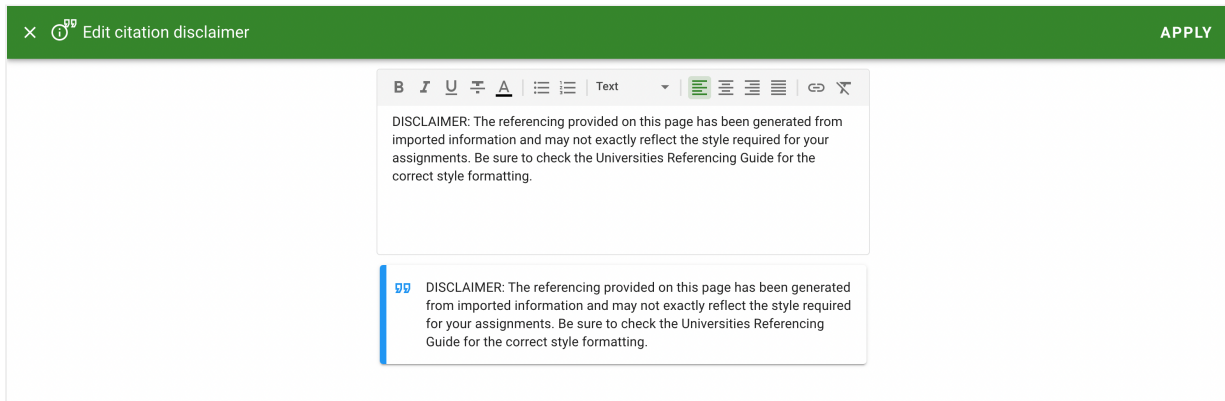 Edit citation disclaimer
APPLY
B I U A Text
DISCLAIMER: The referencing provided on this page has been generated from
imported information and may not exactly reflect the style required for your
assignments. Be sure to check the Universities Referencing Guide for the
correct style formatting.
DISCLAIMER: The referencing provided on this page has been generated
from imported information and may not exactly reflect the style required
for your assignments. Be sure to check the Universities Referencing
Guide for the correct style formatting.